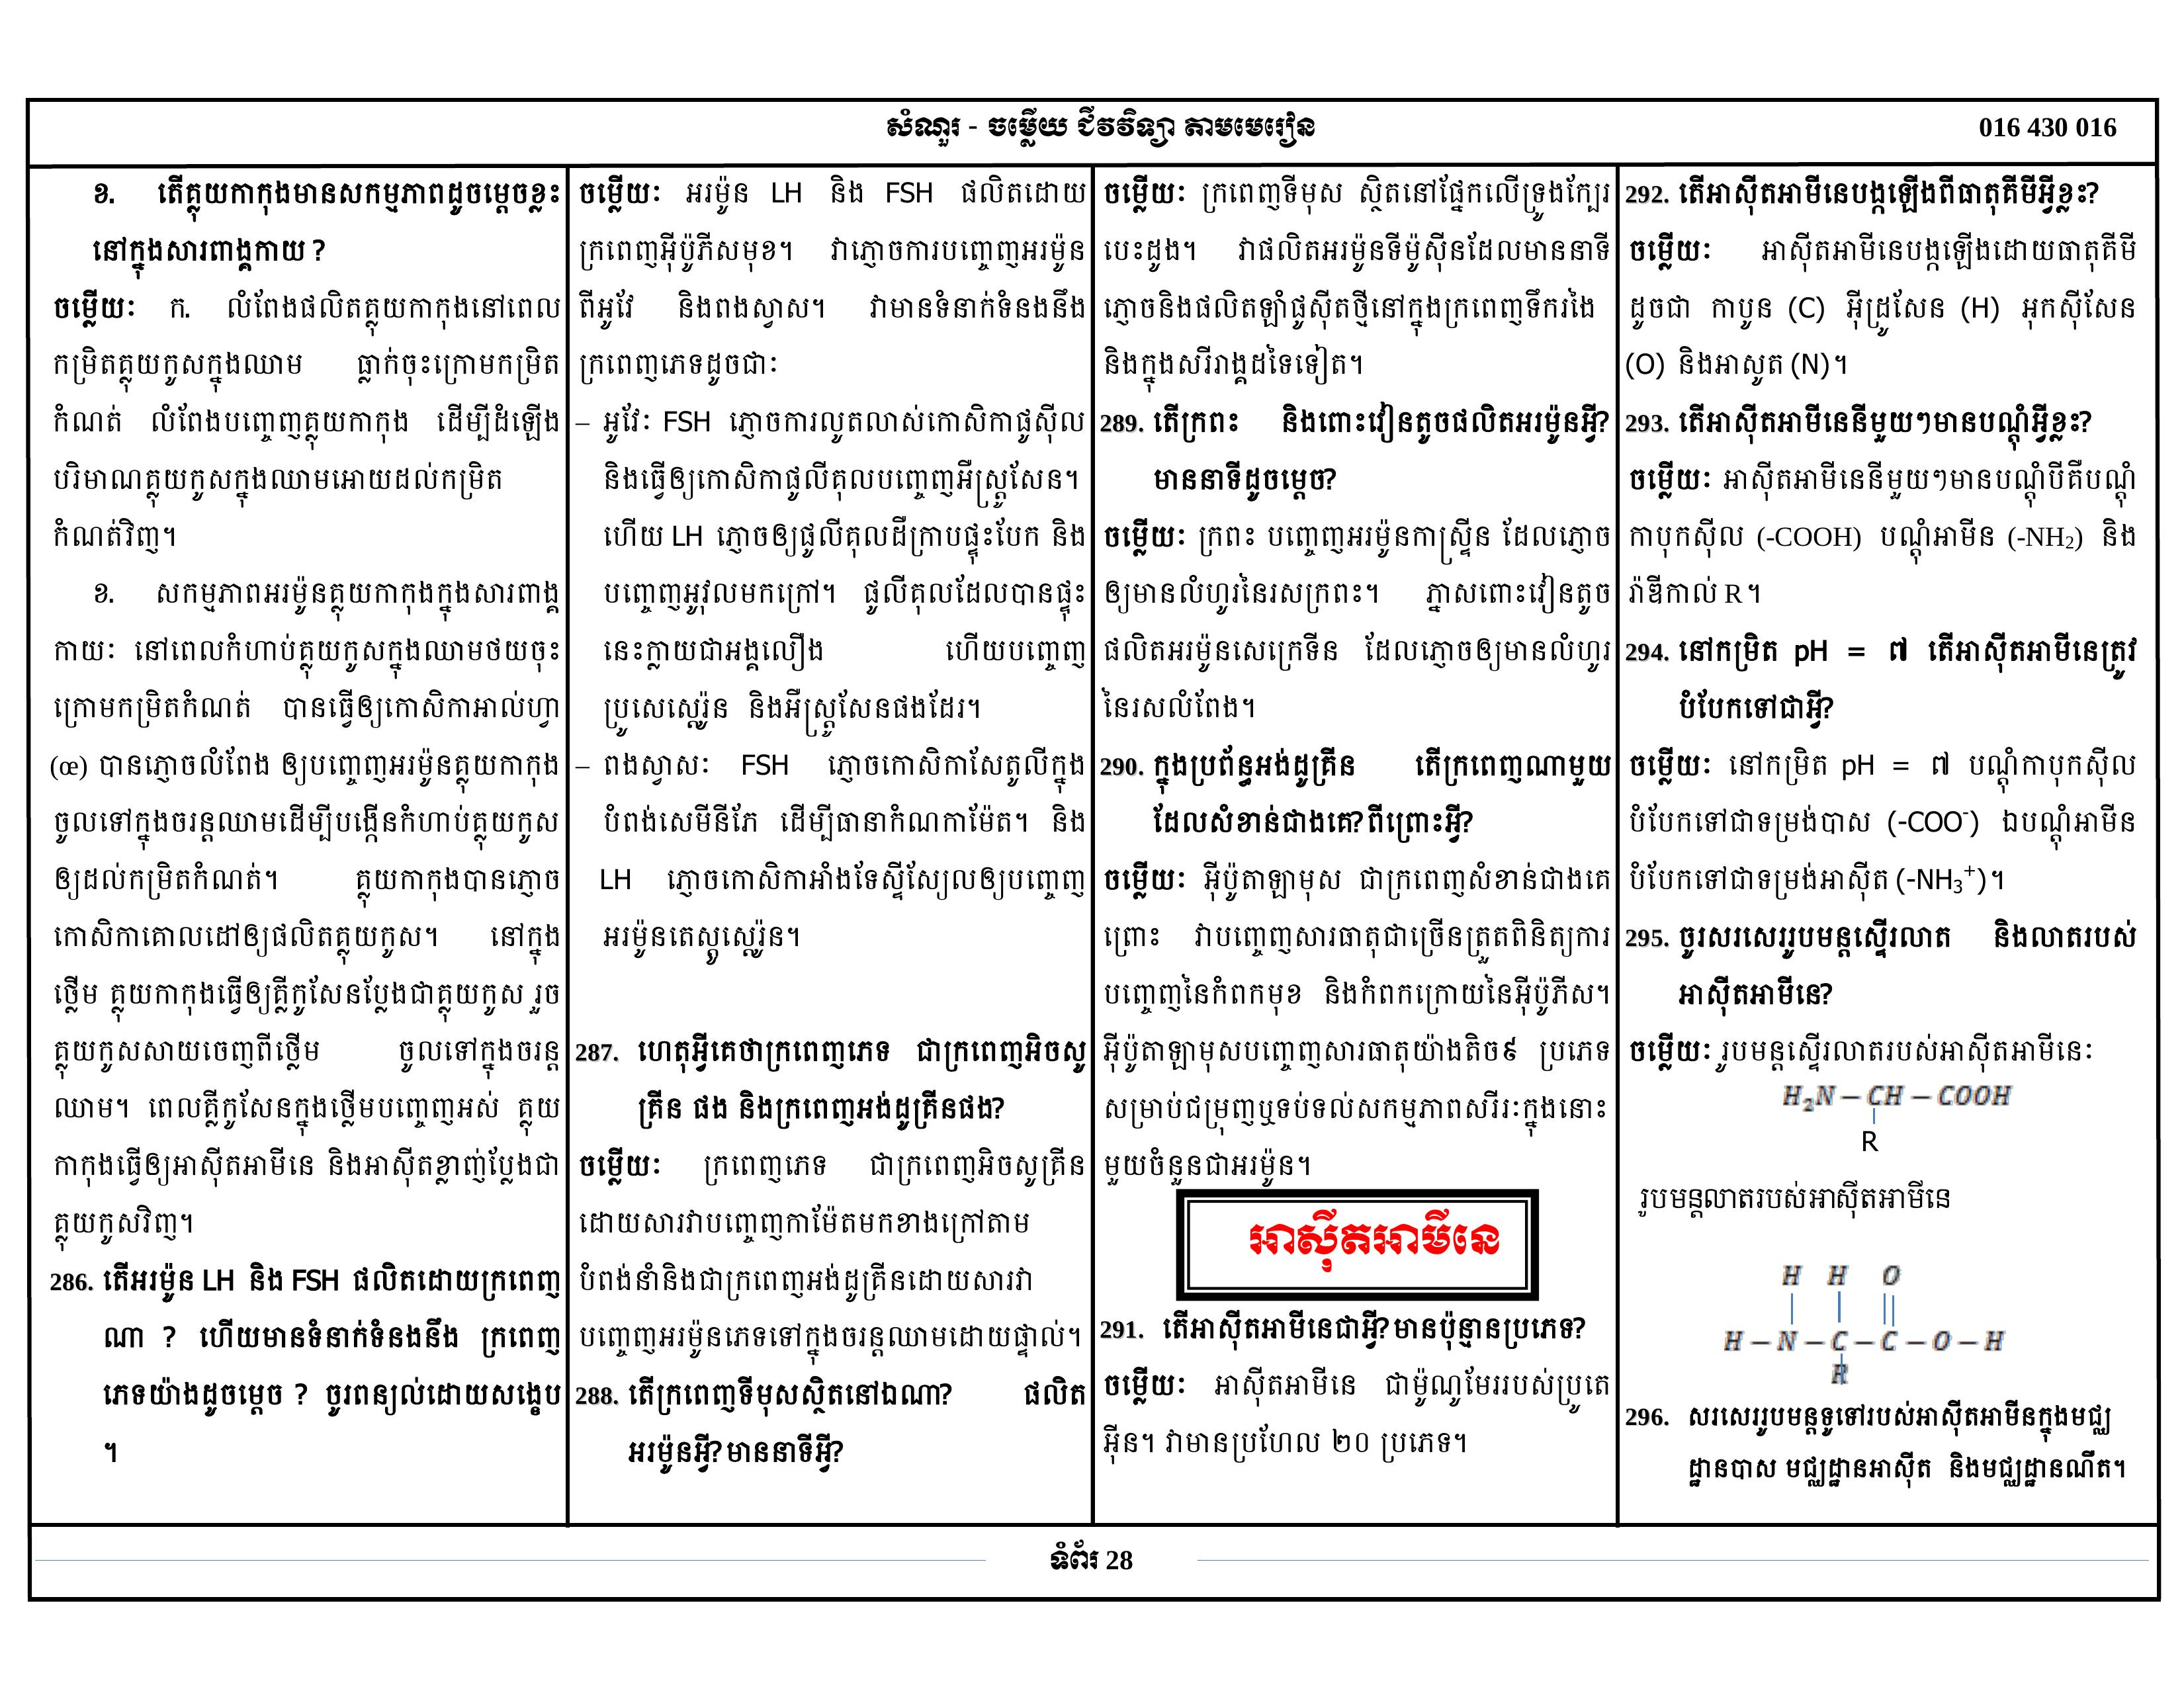 សំណួរ - ចម្លើយ ជីវវិទ្យា តាមមេរៀន
016 430 016
ខ. តើគ្លុយកាកុងមានសកម្មភាពដូចម្តេចខ្លះ
នៅក្នុងសារពាង្គកាយ ?
ចម្លើយៈ ក. លំពែងផលិតគ្លុយកាកុងនៅពេល
កម្រិតគ្លុយកូសក្នុងឈាម ធ្លាក់ចុះក្រោមកម្រិត
កំណត់ លំពែងបញ្ចេញគ្លុយកាកុង ដើម្បីដំឡើង
បរិមាណគ្លុយកូសក្នុងឈាមអោយដល់កម្រិត
កំណត់វិញ។
ខ. សកម្មភាពអរម៉ូនគ្លុយកាកុងក្នុងសារពាង្គ
កាយៈ នៅពេលកំហាប់គ្លុយកូសក្នុងឈាមថយចុះ
ក្រោមកម្រិតកំណត់ បានធ្វើឲ្យកោសិកាអាល់ហ្វា
(œ) បានភ្ញោចលំពែង ឲ្យបញ្ចេញអរម៉ូនគ្លុយកាកុង
ចូលទៅក្នុងចរន្តឈាមដើម្បីបង្កើនកំហាប់គ្លុយកូស
ឲ្យដល់កម្រិតកំណត់។ គ្លុយកាកុងបានភ្ញោច
កោសិកាគោលដៅឲ្យផលិតគ្លុយកូស។ នៅក្នុង
ថ្លើម គ្លុយកាកុងធ្វើឲ្យគ្លីកូសែនប្លែងជាគ្លុយកូស រួច
គ្លុយកូសសាយចេញពីថ្លើម ចូលទៅក្នុងចរន្ត
ឈាម។ ពេលគ្លីកូសែនក្នុងថ្លើមបញ្ចេញអស់ គ្លុយ
កាកុងធ្វើឲ្យអាស៊ីតអាមីនេ និងអាស៊ីតខ្លាញ់ប្លែងជា
គ្លុយកូសវិញ។
286. តើអរម៉ូន LH និង FSH ផលិតដោយក្រពេញ
ណា ? ហើយមានទំនាក់ទំនងនឹង ក្រពេញ
ភេទយ៉ាងដូចម្តេច ? ចូរពន្យល់ដោយសង្ខេប
។
ចម្លើយៈ អរម៉ូន LH និង FSH ផលិតដោយ
ក្រពេញអ៊ីប៉ូភីសមុខ។ វាភ្ញោចការបញ្ចេញអរម៉ូន
ពីអូវែ និងពងស្វាស។ វាមានទំនាក់ទំនងនឹង
ក្រពេញភេទដូចជាៈ
– អូវែៈ FSH ភ្ញោចការលូតលាស់កោសិកាផូស៊ីល
និងធ្វើឲ្យកោសិកាផូលីគុលបញ្ចេញអឺស្ត្រូសែន។
ហើយ LH ភ្ញោចឲ្យផូលីគុលដឺក្រាបផ្ទុះបែក និង
បញ្ចេញអូវុលមកក្រៅ។ ផូលីគុលដែលបានផ្ទុះ
នេះក្លាយជាអង្គលឿង ហើយបញ្ចេញ
ប្រូសេស្តេរ៉ូន និងអឺស្ត្រូសែនផងដែរ។
– ពងស្វាសៈ FSH ភ្ញោចកោសិកាសែតូលីក្នុង
បំពង់សេមីនីភែ ដើម្បីធានាកំណកាម៉ែត។ និង
LH ភ្ញោចកោសិកាអាំងទែស្ទីស្យែលឲ្យបញ្ចេញ
អរម៉ូនតេស្តូស្តេរ៉ូន។
287. ហេតុអ្វីគេថាក្រពេញភេទ ជាក្រពេញអិចសូ
គ្រីន ផង និងក្រពេញអង់ដូគ្រីនផង?
ចម្លើយៈ ក្រពេញភេទ ជាក្រពេញអិចសូគ្រីន
ដោយសារវាបញ្ចេញកាម៉ែតមកខាងក្រៅតាម
បំពង់នាំនិងជាក្រពេញអង់ដូគ្រីនដោយសារវា
បញ្ចេញអរម៉ូនភេទទៅក្នុងចរន្តឈាមដោយផ្ទាល់។
288. តើក្រពេញទីមុសស្ថិតនៅឯណា? ផលិត
អរម៉ូនអ្វី? មាននាទីអ្វី?
ចម្លើយៈ ក្រពេញទីមុស ស្ថិតនៅផ្នែកលើទ្រូងក្បែរ
បេះដូង។ វាផលិតអរម៉ូនទីម៉ូស៊ីនដែលមាននាទី
ភ្ញោចនិងផលិតឡាំផូស៊ីតថ្មីនៅក្នុងក្រពេញទឹករងៃ
និងក្នុងសរីរាង្គដទៃទៀត។
289. តើក្រពះ និងពោះវៀនតូចផលិតអរម៉ូនអ្វី?
មាននាទីដូចម្តេច?
ចម្លើយៈ ក្រពះ បញ្ចេញអរម៉ូនកាស្ទ្រីន ដែលភ្ញោច
ឲ្យមានលំហូរនៃរសក្រពះ។ ភ្នាសពោះវៀនតូច
ផលិតអរម៉ូនសេក្រេទីន ដែលភ្ញោចឲ្យមានលំហូរ
នៃរសលំពែង។
290. ក្នុងប្រព័ន្ធអង់ដូគ្រីន តើក្រពេញណាមួយ
ដែលសំខាន់ជាងគេ? ពីព្រោះអ្វី?
ចម្លើយៈ អ៊ីប៉ូតាឡាមុស ជាក្រពេញសំខាន់ជាងគេ
ព្រោះ វាបញ្ចេញសារធាតុជាច្រើនត្រួតពិនិត្យការ
បញ្ចេញនៃកំពកមុខ និងកំពកក្រោយនៃអ៊ីប៉ូភីស។
អ៊ីប៉ូតាឡាមុសបញ្ចេញសារធាតុយ៉ាងតិច៩ ប្រភេទ
សម្រាប់ជម្រុញឬទប់ទល់សកម្មភាពសរីរៈក្នុងនោះ
មួយចំនួនជាអរម៉ូន។
អាស៊ីតអាមីនេ
291. តើអាស៊ីតអាមីនេជាអ្វី? មានប៉ុន្មានប្រភេទ?
ចម្លើយៈ អាស៊ីតអាមីនេ ជាម៉ូណូមែររបស់ប្រូតេ
អ៊ីន។ វាមានប្រហែល ២០ ប្រភេទ។
292. តើអាស៊ីតអាមីនេបង្កឡើងពីធាតុគីមីអ្វីខ្លះ?
ចម្លើយៈ អាស៊ីតអាមីនេបង្កឡើងដោយធាតុគីមី
ដូចជា កាបូន (C) អ៊ីដ្រូសែន (H) អុកស៊ីសែន
(O) និងអាសូត (N)។
293. តើអាស៊ីតអាមីនេនីមួយៗមានបណ្តុំអ្វីខ្លះ?
ចម្លើយៈ អាស៊ីតអាមីនេនីមួយៗមានបណ្តុំបីគឺបណ្តុំ
កាបុកស៊ីល (-COOH) បណ្តុំអាមីន (-NH₂) និង
រ៉ាឌីកាល់ R។
294. នៅកម្រិត pH = ៧ តើអាស៊ីតអាមីនេត្រូវ
បំបែកទៅជាអ្វី?
ចម្លើយៈ នៅកម្រិត pH = ៧ បណ្តុំកាបុកស៊ីល
បំបែកទៅជាទម្រង់បាស (-COO⁻) ឯបណ្តុំអាមីន
បំបែកទៅជាទម្រង់អាស៊ីត (-NH₃⁺)។
295. ចូរសរសេររូបមន្តស្ទើរលាត និងលាតរបស់
អាស៊ីតអាមីនេ?
ចម្លើយៈ រូបមន្តស្ទើរលាតរបស់អាស៊ីតអាមីនេៈ
H₂N – CH – COOH
R
រូបមន្តលាតរបស់អាស៊ីតអាមីនេ
H H O
H – N – C – C – O – H
R
296. សរសេររូបមន្តទូទៅរបស់អាស៊ីតអាមីនក្នុងមជ្ឈ
ដ្ឋានបាស មជ្ឈដ្ឋានអាស៊ីត និងមជ្ឈដ្ឋានណឺត។
ទំព័រ 28